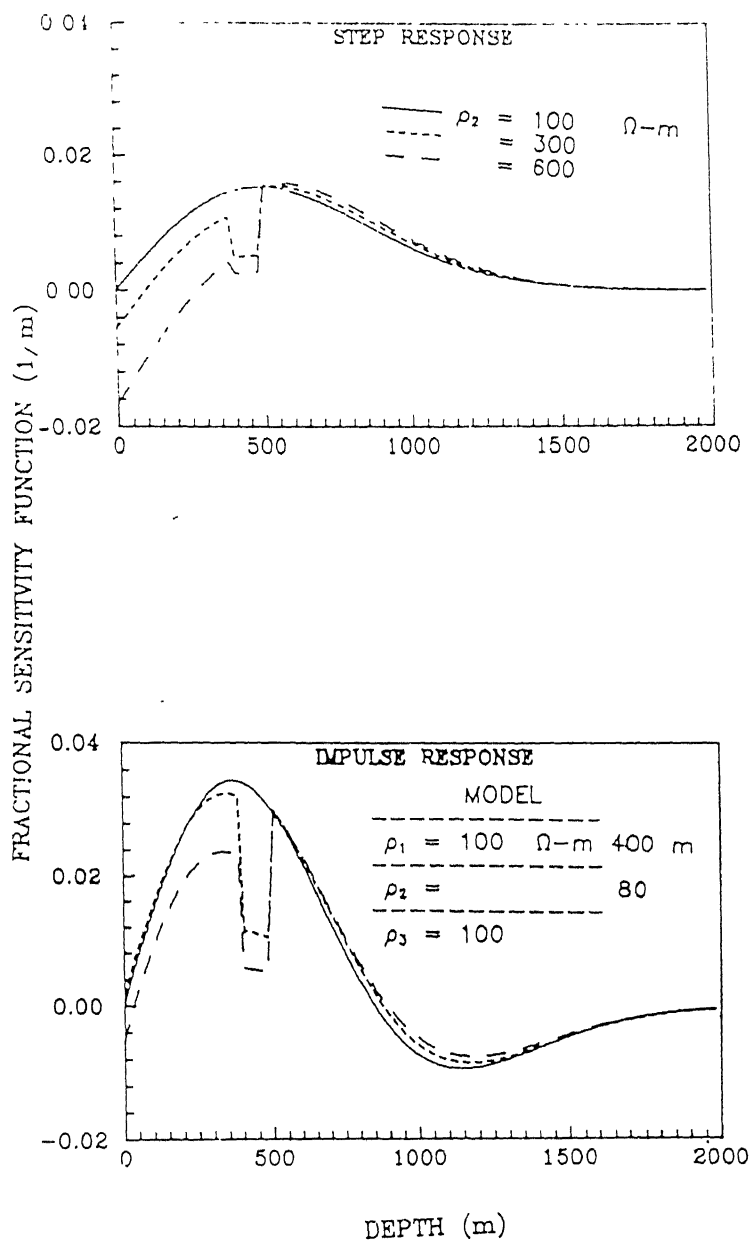 0.04
STEP RESPONSE
ρ₂ = 100 Ω-m
= 300
= 600
0.02
0.00
-0.02
0 500 1000 1500 2000
FRACTIONAL SENSITIVITY FUNCTION (1/m)
0.04
IMPULSE RESPONSE
MODEL
ρ₁ = 100 Ω-m 400 m
0.02
ρ₂ = 80
ρ₃ = 100
0.00
-0.02
0 500 1000 1500 2000
DEPTH (m)